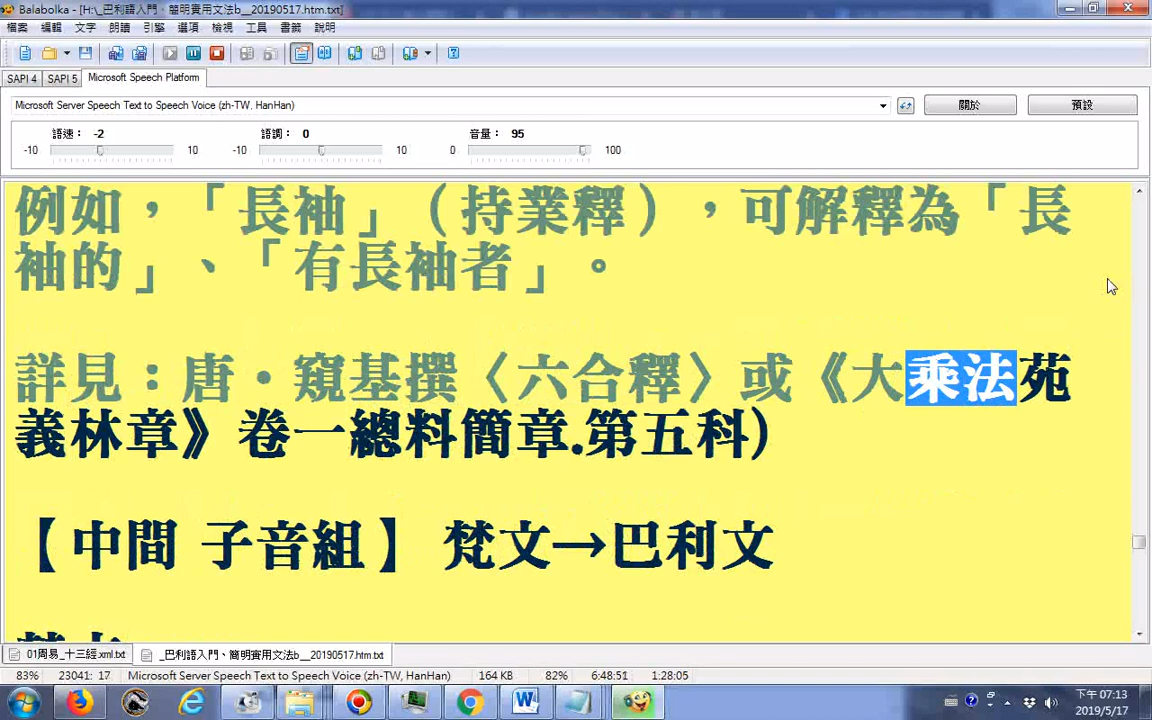 Balabolka - [H:\_巴利語入門、簡明實用文法b__20190517.htm.txt]
檔案 編輯 文字 朗讀 引擎 選項 檢視 工具 書籤 說明
SAPI 4 SAPI 5 Microsoft Speech Platform
Microsoft Server Speech Text to Speech Voice (zh-TW, HanHan) 關於 預設
語速： -2 語調： 0 音量： 95
-10 10 -10 10 0 100
例如，「長袖」（持業釋），可解釋為「長
袖的」、「有長袖者」。
詳見：唐‧窺基撰〈六合釋〉或《大乘法苑
義林章》卷一總料簡章.第五科)
【中間 子音組】 梵文→巴利文
01周易_十三經.xml.txt _巴利語入門、簡明實用文法b__20190517.htm.txt
83% 23041: 17 Microsoft Server Speech Text to Speech Voice (zh-TW, HanHan) 164 KB 82% 6:48:51 1:28:05
下午 07:13
2019/5/17